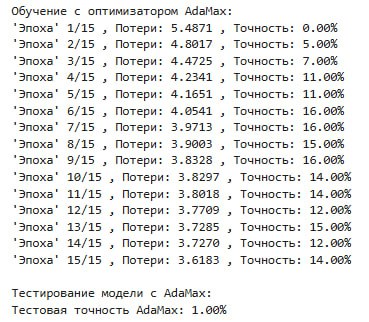 Обучение с оптимизатором AdaMax:
'Эпоха' 1/15 , Потери: 5.4871 , Точность: 0.00%
'Эпоха' 2/15 , Потери: 4.8017 , Точность: 5.00%
'Эпоха' 3/15 , Потери: 4.4725 , Точность: 7.00%
'Эпоха' 4/15 , Потери: 4.2341 , Точность: 11.00%
'Эпоха' 5/15 , Потери: 4.1651 , Точность: 11.00%
'Эпоха' 6/15 , Потери: 4.0541 , Точность: 16.00%
'Эпоха' 7/15 , Потери: 3.9713 , Точность: 16.00%
'Эпоха' 8/15 , Потери: 3.9003 , Точность: 15.00%
'Эпоха' 9/15 , Потери: 3.8328 , Точность: 16.00%
'Эпоха' 10/15 , Потери: 3.8297 , Точность: 14.00%
'Эпоха' 11/15 , Потери: 3.8018 , Точность: 14.00%
'Эпоха' 12/15 , Потери: 3.7709 , Точность: 12.00%
'Эпоха' 13/15 , Потери: 3.7285 , Точность: 15.00%
'Эпоха' 14/15 , Потери: 3.7270 , Точность: 12.00%
'Эпоха' 15/15 , Потери: 3.6183 , Точность: 14.00%
Тестирование модели с AdaMax:
Тестовая точность AdaMax: 1.00%